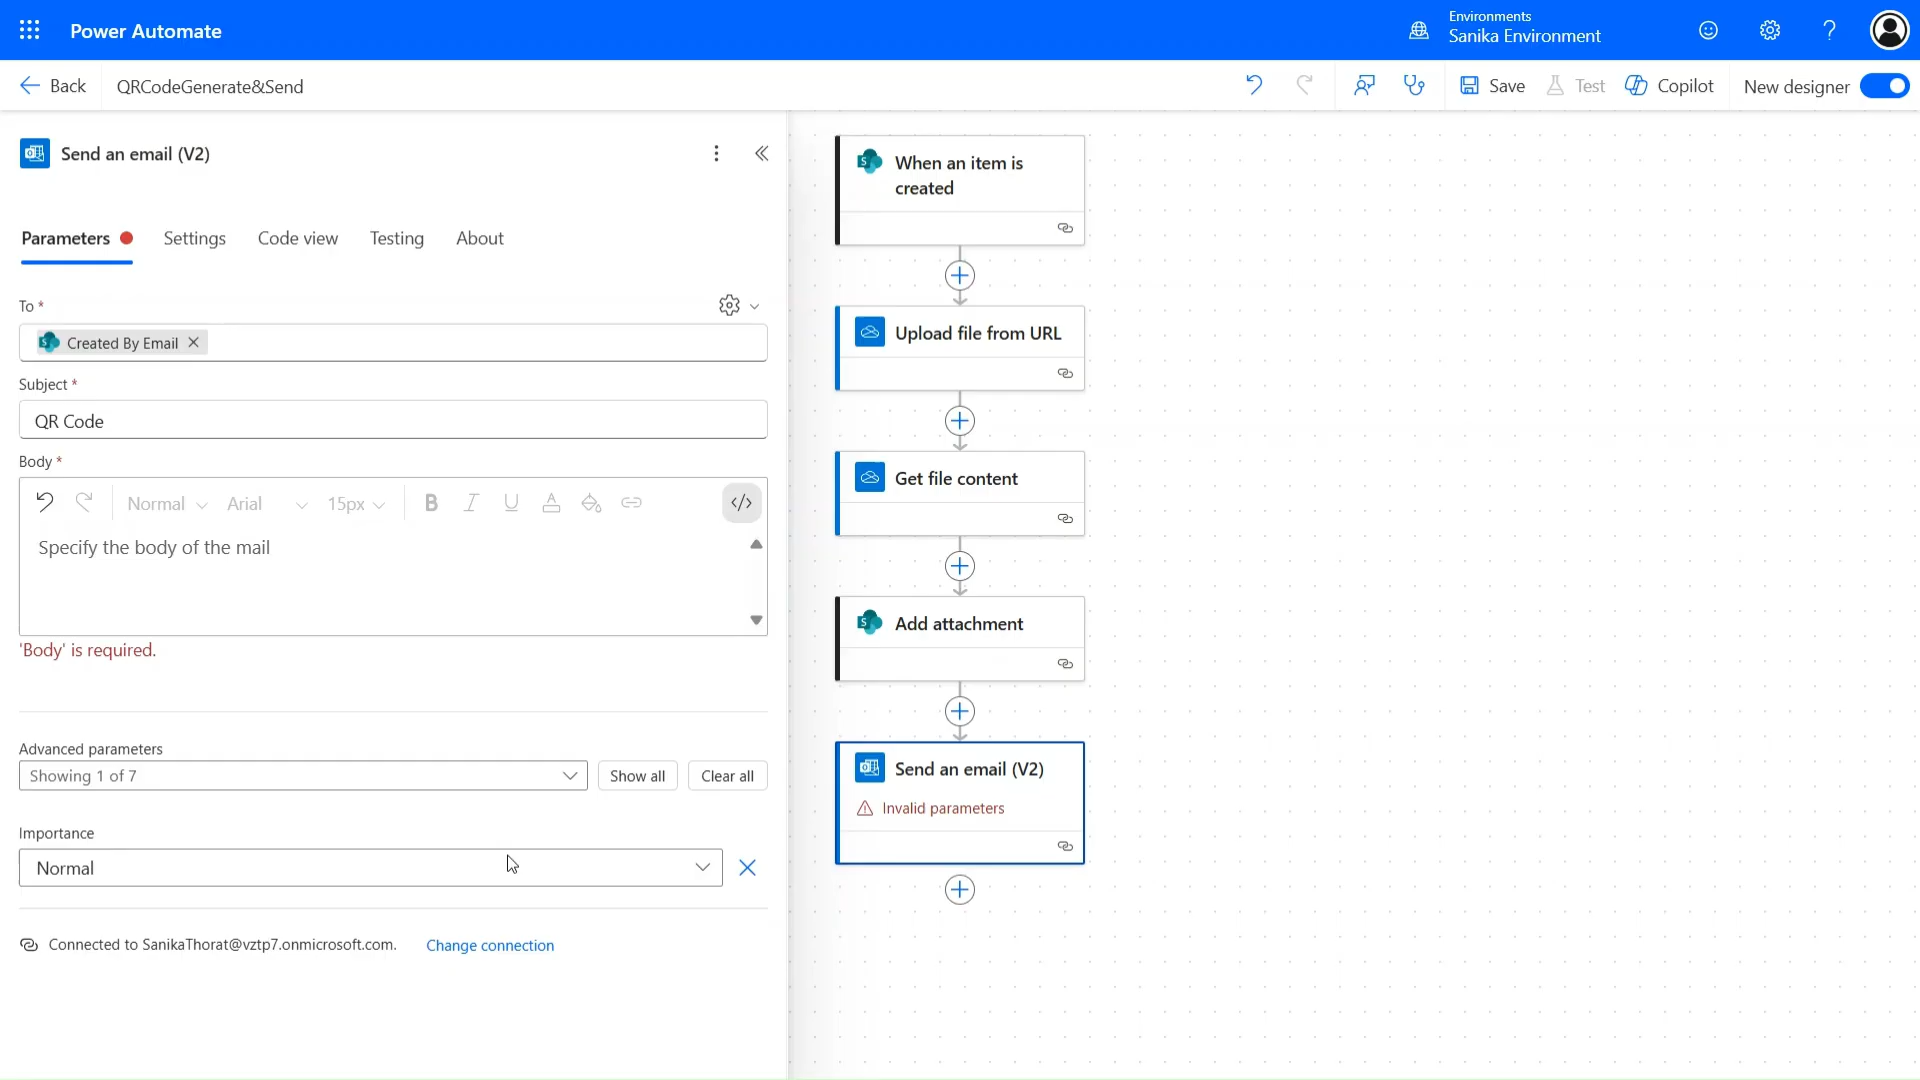 Power Automate
Environments
Sanika Environment
Back
QRCodeGenerate&Send
Save
Test
Copilot
New designer
Send an email (V2)
Parameters
Settings
Code view
Testing
About
To *
Created By Email
Subject *
QR Code
Body *
Normal
Arial
15px
Specify the body of the mail
'Body' is required.
Advanced parameters
Showing 1 of 7
Show all
Clear all
Importance
Normal
Connected to SanikaThorat@vztp7.onmicrosoft.com.
Change connection
When an item is
created
Upload file from URL
Get file content
Add attachment
Send an email (V2)
Invalid parameters